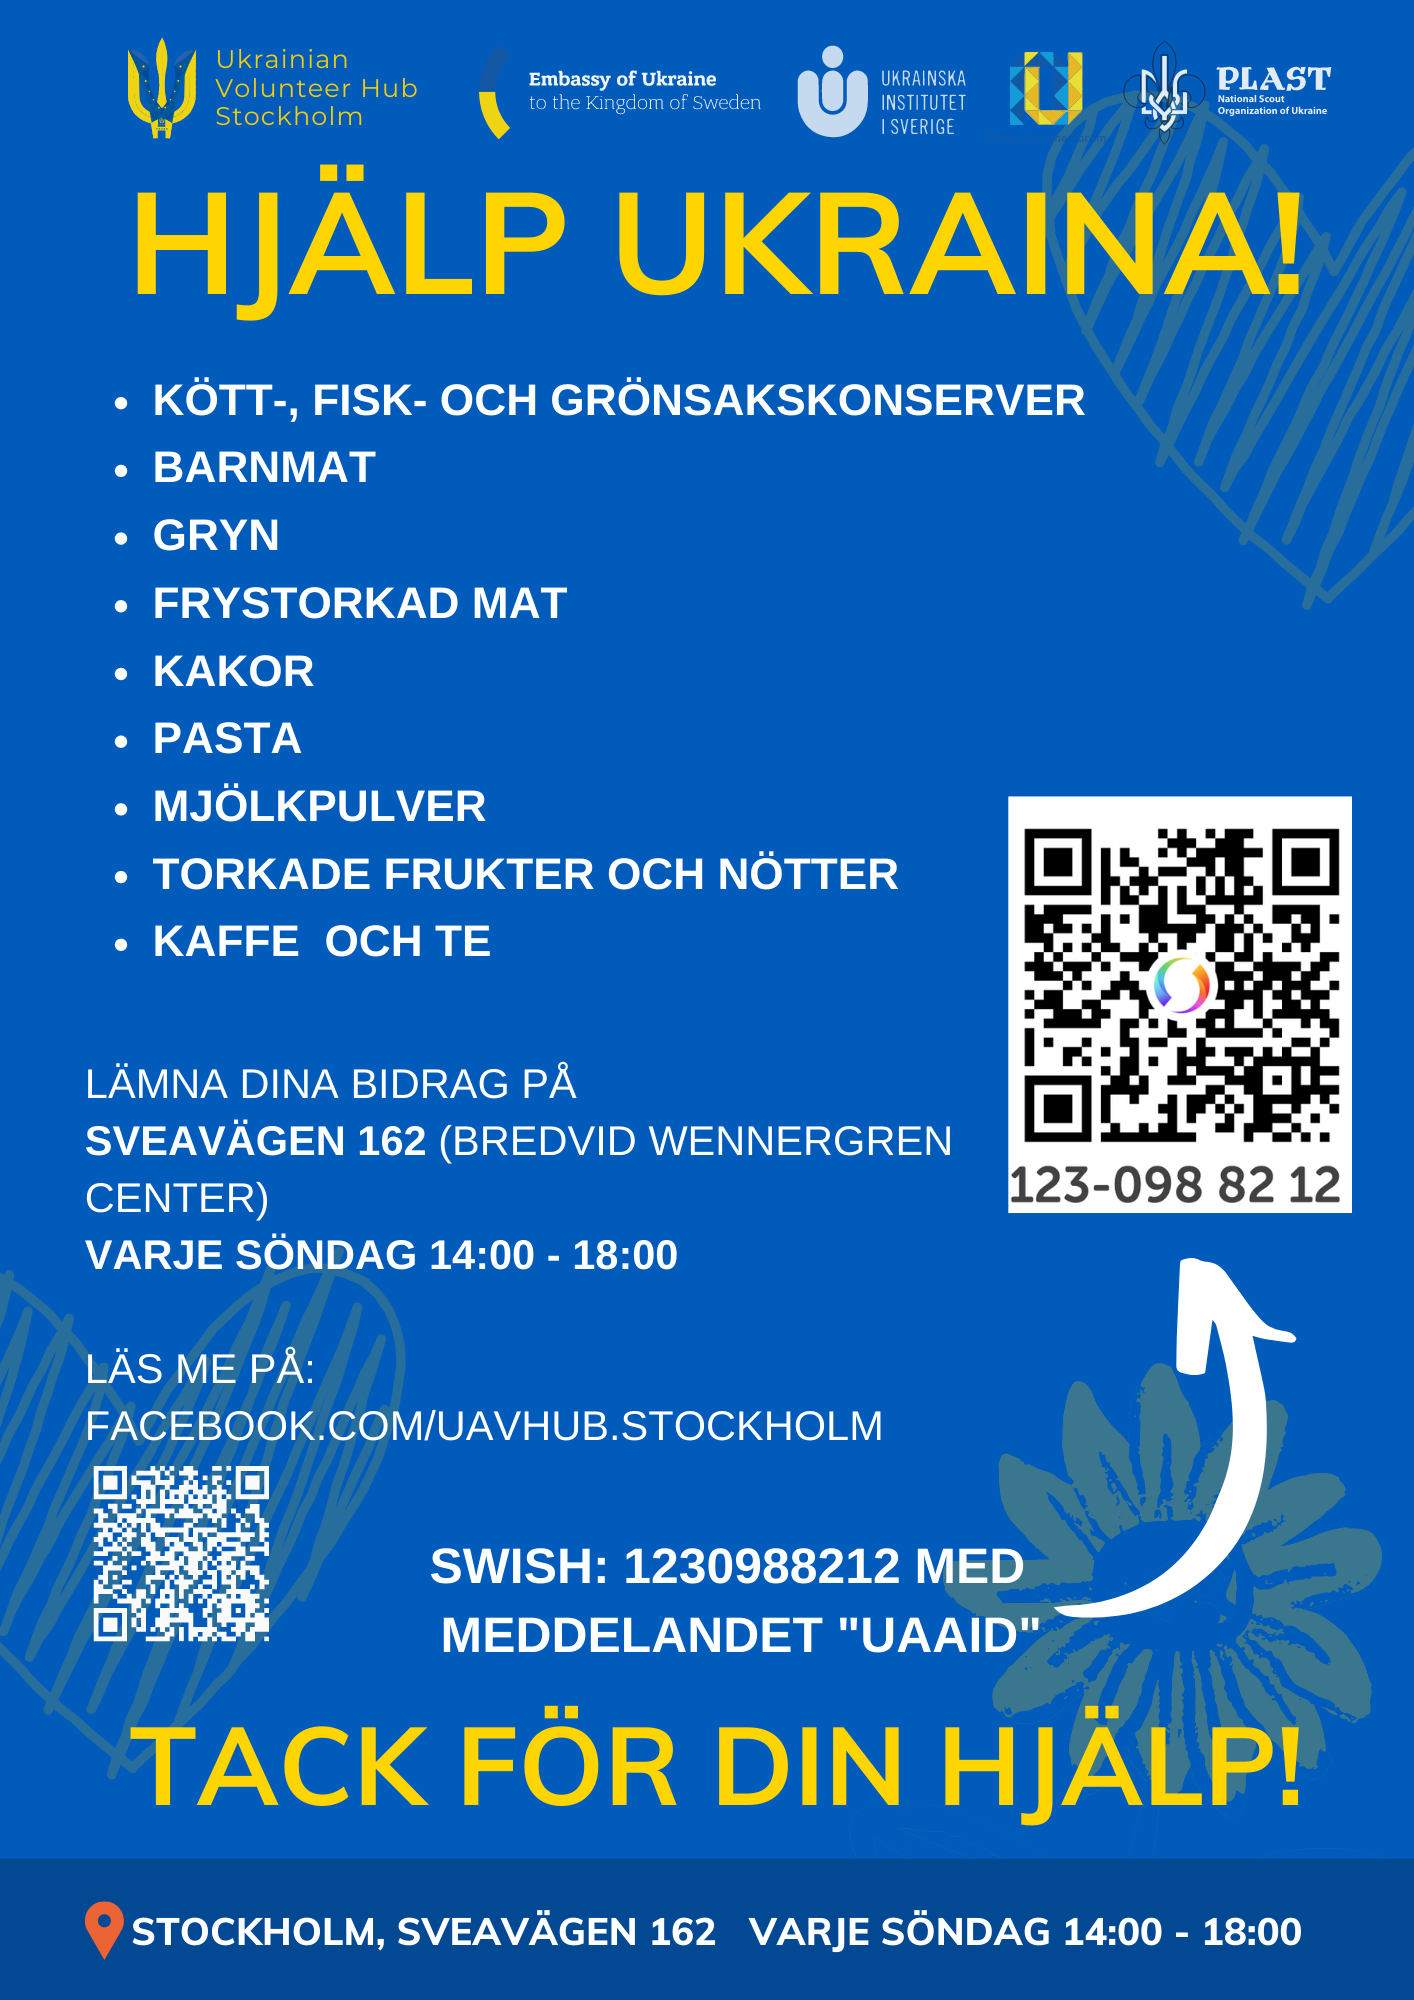 Ukrainian
Volunteer Hub
Stockholm
Embassy of Ukraine
to the Kingdom of Sweden
UKRAINSKA
INSTITUTET
I SVERIGE
PLAST
National Scout
Organization of Ukraine
HJÄLP UKRAINA!
• KÖTT-, FISK- OCH GRÖNSAKSKONSERVER
• BARNMAT
• GRYN
• FRYSTORKAD MAT
• KAKOR
• PASTA
• MJÖLKPULVER
• TORKADE FRUKTER OCH NÖTTER
• KAFFE  OCH TE
123-098 82 12
LÄMNA DINA BIDRAG PÅ
SVEAVÄGEN 162 (BREDVID WENNERGREN
CENTER)
VARJE SÖNDAG 14:00 - 18:00
LÄS ME PÅ:
FACEBOOK.COM/UAVHUB.STOCKHOLM
SWISH: 1230988212 MED
MEDDELANDET "UAAID"
TACK FÖR DIN HJÄLP!
STOCKHOLM, SVEAVÄGEN 162   VARJE SÖNDAG 14:00 - 18:00